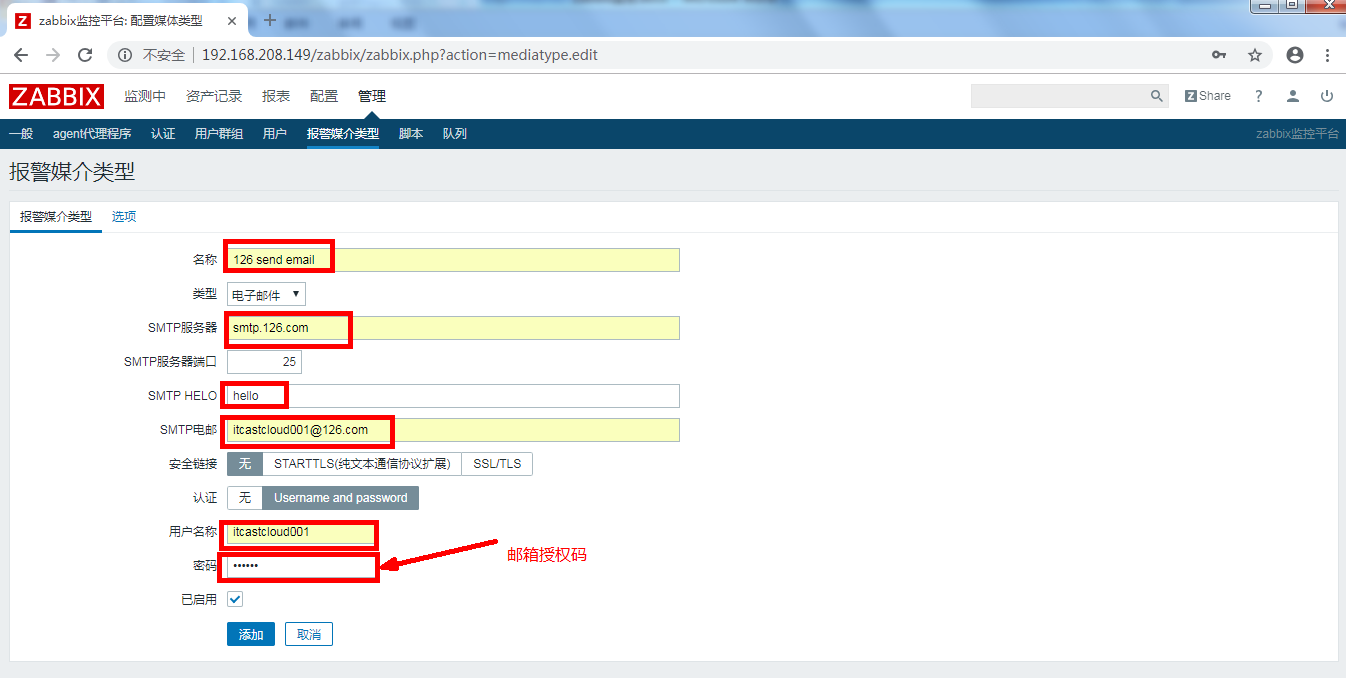 zabbix监控平台: 配置媒体类型
不安全 192.168.208.149/zabbix/zabbix.php?action=mediatype.edit
ZABBIX 监测中 资产记录 报表 配置 管理 Z Share ?
一般 agent代理程序 认证 用户群组 用户 报警媒介类型 脚本 队列 zabbix监控平台
报警媒介类型
报警媒介类型 选项
名称 126 send email
类型 电子邮件
SMTP服务器 smtp.126.com
SMTP服务器端口 25
SMTP HELO hello
SMTP电邮 itcastcloud001@126.com
安全链接 无 STARTTLS(纯文本通信协议扩展) SSL/TLS
认证 无 Username and password
用户名称 itcastcloud001
密码 ••••••
邮箱授权码
已启用
添加 取消